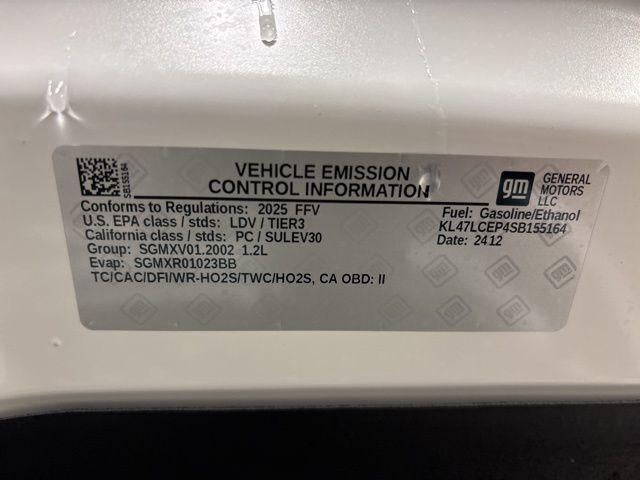 VEHICLE EMISSION
CONTROL INFORMATION
SB155164
gm
GENERAL
MOTORS
LLC
Conforms to Regulations: 2025 FFV
U.S. EPA class / stds: LDV / TIER3
California class / stds: PC / SULEV30
Group: SGMXV01.2002 1.2L
Evap: SGMXR01023BB
TC/CAC/DFI/WR-HO2S/TWC/HO2S, CA OBD: II
Fuel: Gasoline/Ethanol
KL47LCEP4SB155164
Date: 2412